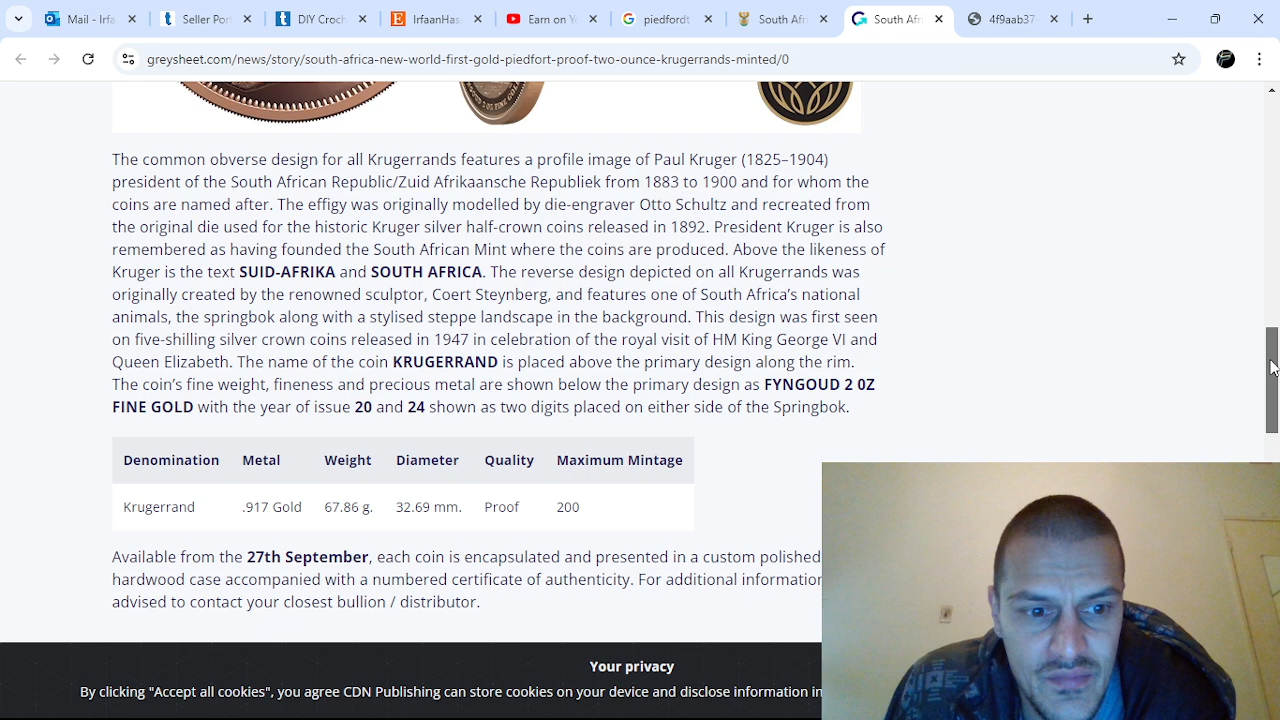 Mail - Irfa
Seller Por
DIY Croch
IrfaanHas
Earn on Y
piedfordt
South Afr
South Afr
4f9aab37-
greysheet.com/news/story/south-africa-new-world-first-gold-piedfort-proof-two-ounce-krugerrands-minted/0
The common obverse design for all Krugerrands features a profile image of Paul Kruger (1825–1904)
president of the South African Republic/Zuid Afrikaansche Republiek from 1883 to 1900 and for whom the
coins are named after. The effigy was originally modelled by die-engraver Otto Schultz and recreated from
the original die used for the historic Kruger silver half-crown coins released in 1892. President Kruger is also
remembered as having founded the South African Mint where the coins are produced. Above the likeness of
Kruger is the text SUID-AFRIKA and SOUTH AFRICA. The reverse design depicted on all Krugerrands was
originally created by the renowned sculptor, Coert Steynberg, and features one of South Africa's national
animals, the springbok along with a stylised steppe landscape in the background. This design was first seen
on five-shilling silver crown coins released in 1947 in celebration of the royal visit of HM King George VI and
Queen Elizabeth. The name of the coin KRUGERRAND is placed above the primary design along the rim.
The coin's fine weight, fineness and precious metal are shown below the primary design as FYNGOUD 2 0Z
FINE GOLD with the year of issue 20 and 24 shown as two digits placed on either side of the Springbok.
Denomination Metal Weight Diameter Quality Maximum Mintage
Krugerrand .917 Gold 67.86 g. 32.69 mm. Proof 200
Available from the 27th September, each coin is encapsulated and presented in a custom polished
hardwood case accompanied with a numbered certificate of authenticity. For additional information
advised to contact your closest bullion / distributor.
Your privacy
By clicking "Accept all cookies", you agree CDN Publishing can store cookies on your device and disclose information in